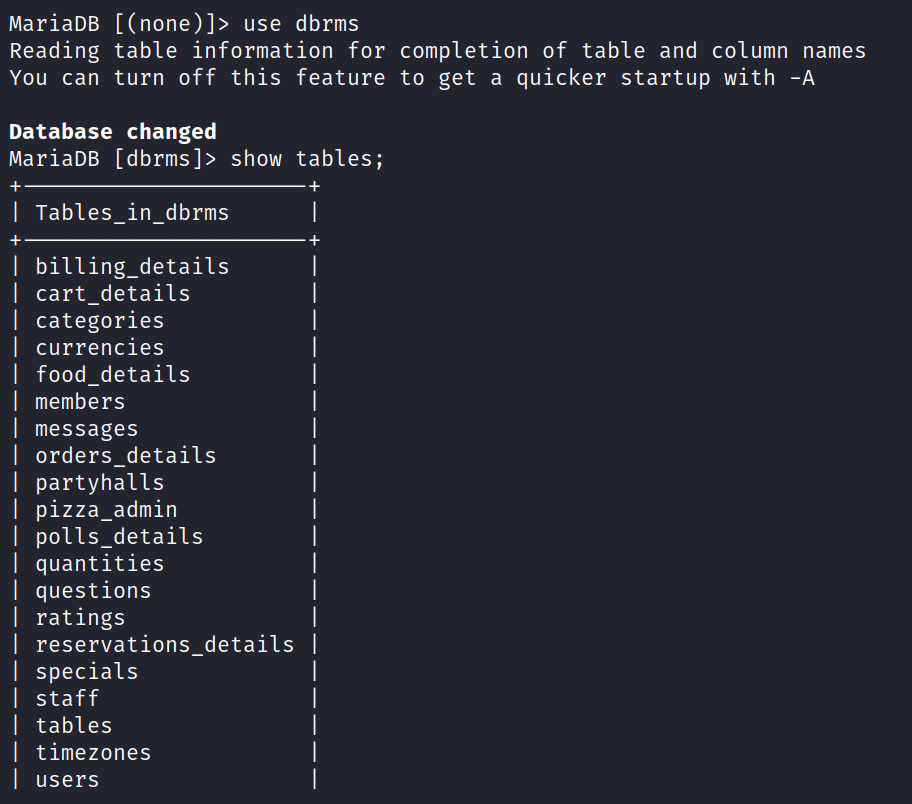 MariaDB [(none)]> use dbrms
Reading table information for completion of table and column names
You can turn off this feature to get a quicker startup with -A
Database changed
MariaDB [dbrms]> show tables;
+---------------------+
| Tables_in_dbrms |
+---------------------+
| billing_details |
| cart_details |
| categories |
| currencies |
| food_details |
| members |
| messages |
| orders_details |
| partyhalls |
| pizza_admin |
| polls_details |
| quantities |
| questions |
| ratings |
| reservations_details |
| specials |
| staff |
| tables |
| timezones |
| users |